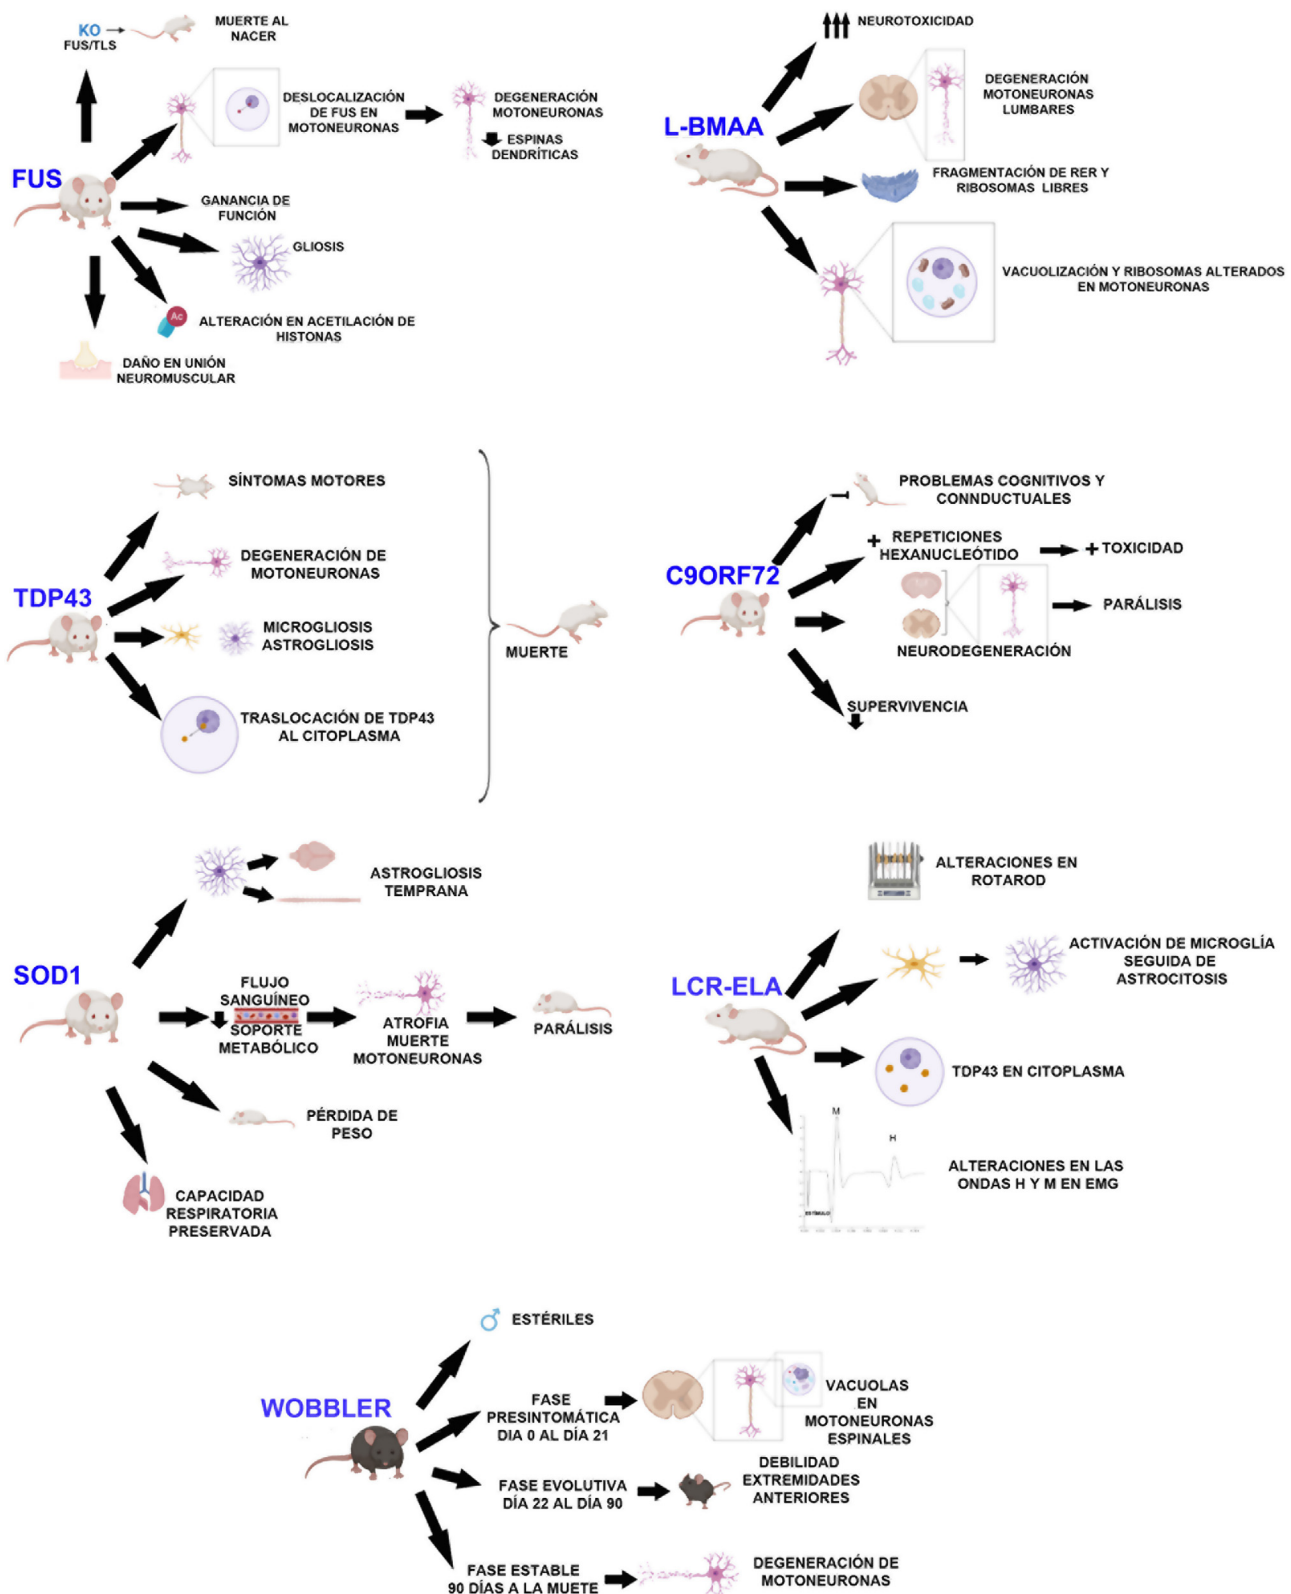 KO
FUS/TLS
MUERTE AL
NACER
DESLOCALIZACIÓN
DE FUS EN
MOTONEURONAS
DEGENERACIÓN
MOTONEURONAS
ESPINAS
DENDRÍTICAS
FUS
GANANCIA DE
FUNCIÓN
GLIOSIS
Ac
ALTERACIÓN EN ACETILACIÓN DE
HISTONAS
DAÑO EN UNIÓN
NEUROMUSCULAR
NEUROTOXICIDAD
L-BMAA
DEGENERACIÓN
MOTONEURONAS
LUMBARES
FRAGMENTACIÓN DE RER Y
RIBOSOMAS LIBRES
VACUOLIZACIÓN Y RIBOSOMAS ALTERADOS
EN MOTONEURONAS
SÍNTOMAS MOTORES
DEGENERACIÓN DE
MOTONEURONAS
TDP43
MICROGLIOSIS
ASTROGLIOSIS
TRASLOCACIÓN DE TDP43
AL CITOPLASMA
MUERTE
PROBLEMAS COGNITIVOS Y
CONNDUCTUALES
+ REPETICIONES
HEXANUCLEÓTIDO
+ TOXICIDAD
C9ORF72
PARÁLISIS
NEURODEGENERACIÓN
SUPERVIVENCIA
ASTROGLIOSIS
TEMPRANA
SOD1
FLUJO
SANGUÍNEO
SOPORTE
METABÓLICO
ATROFIA
MUERTE
MOTONEURONAS
PARÁLISIS
PÉRDIDA DE
PESO
CAPACIDAD
RESPIRATORIA
PRESERVADA
ALTERACIONES EN
ROTAROD
ACTIVACIÓN DE MICROGLÍA
SEGUIDA DE
ASTROCITOSIS
LCR-ELA
TDP43 EN CITOPLASMA
M
H
ESTÍMULO
ALTERACIONES EN LAS
ONDAS H Y M EN EMG
ESTÉRILES
WOBBLER
FASE
PRESINTOMÁTICA
DIA 0 AL DÍA 21
VACUOLAS
EN
MOTONEURONAS
ESPINALES
FASE EVOLUTIVA
DÍA 22 AL DÍA 90
DEBILIDAD
EXTREMIDADES
ANTERIORES
FASE ESTABLE
90 DÍAS A LA MUETE
DEGENERACIÓN DE
MOTONEURONAS